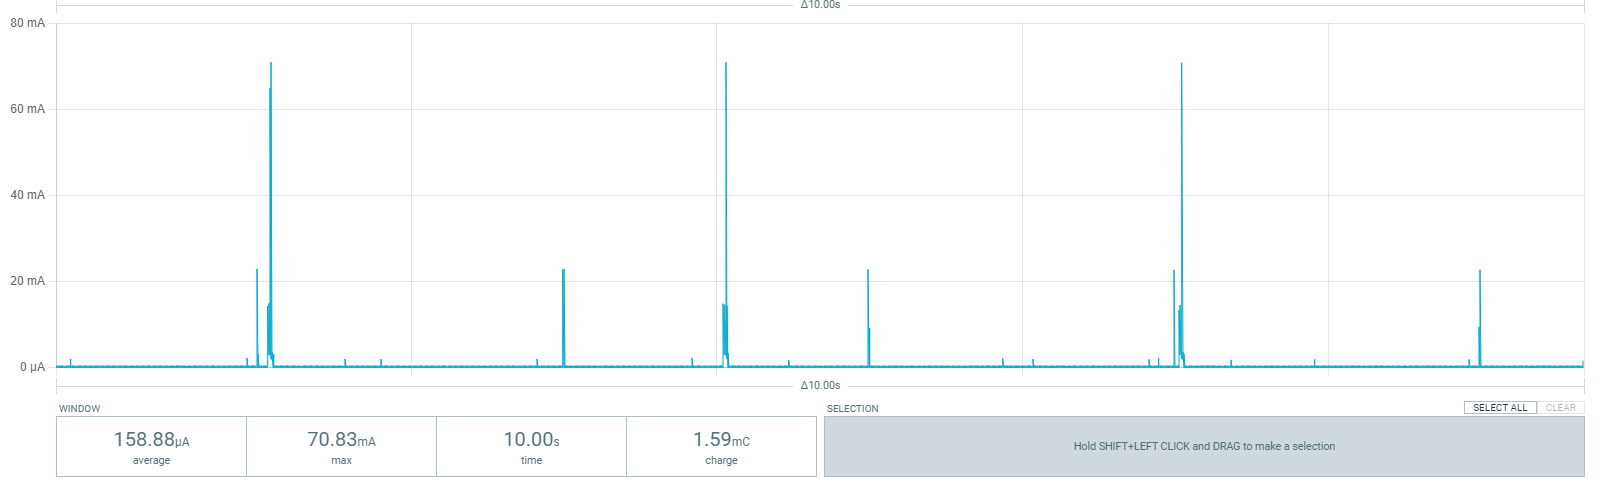 Δ10.00s
80 mA
60 mA
40 mA
20 mA
0 µA
Δ10.00s
WINDOW
SELECTION
SELECT ALL
CLEAR
158.88µA
average
70.83mA
max
10.00s
time
1.59mC
charge
Hold SHIFT+LEFT CLICK and DRAG to make a selection